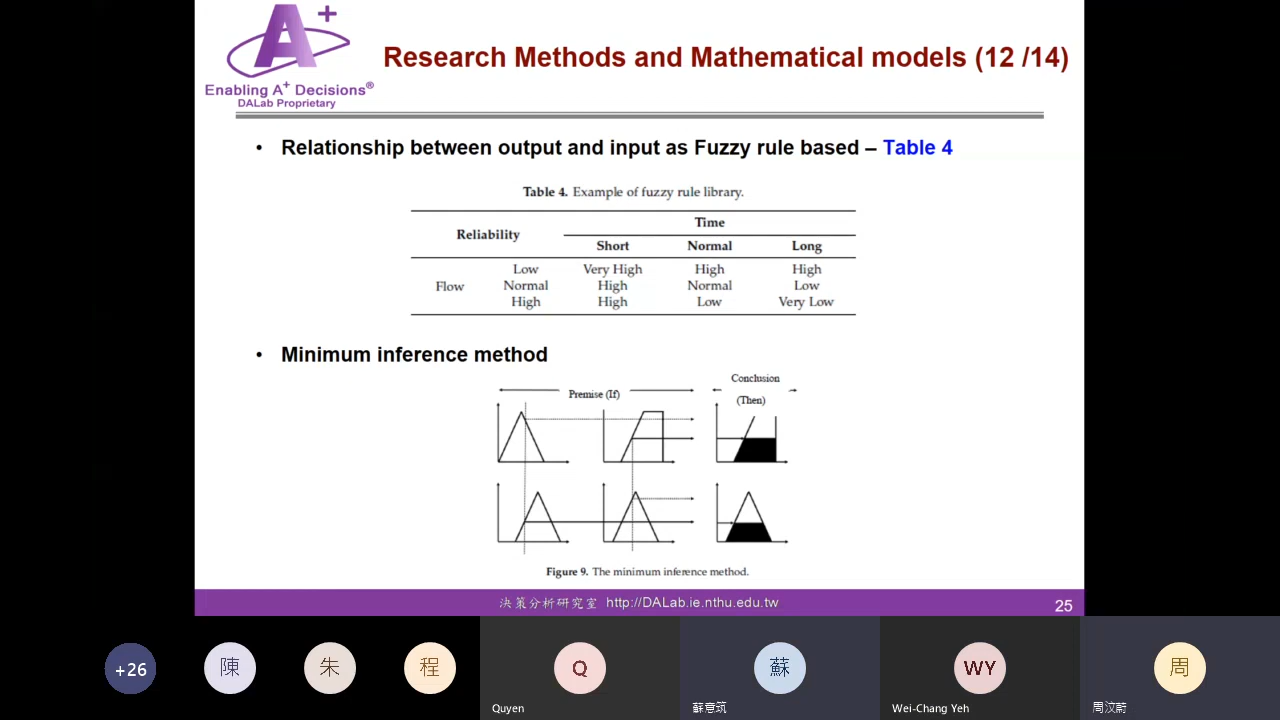 A+
Enabling A+ Decisions®
DALab Proprietary
Research Methods and Mathematical models (12 /14)
• Relationship between output and input as Fuzzy rule based – Table 4
Table 4. Example of fuzzy rule library.
Reliability Time
Short Normal Long
Flow Low Very High High High
Normal High Normal Low
High High Low Very Low
• Minimum inference method
Premise (If) Conclusion
(Then)
Figure 9. The minimum inference method.
決策分析研究室 http://DALab.ie.nthu.edu.tw
25
+26 陳 朱 程 Q 蘇 WY 周
Quyen 蘇意筑 Wei-Chang Yeh 周汉蔚